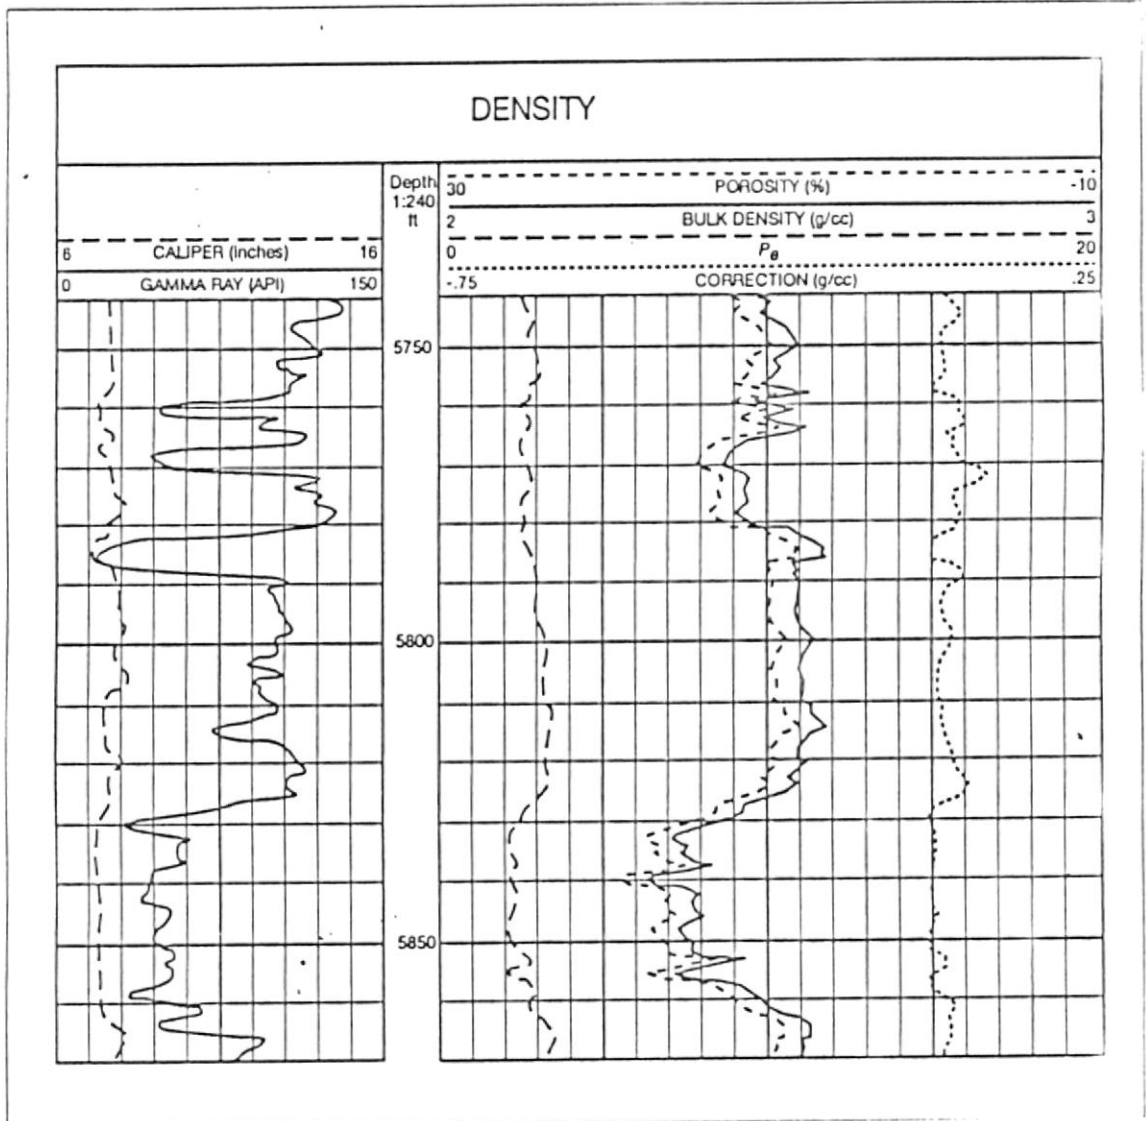 DENSITY
Depth
1:240
ft
30 POROSITY (%) -10
2 BULK DENSITY (g/cc) 3
0 Pe 20
-.75 CORRECTION (g/cc) .25
6 CALIPER (inches) 16
0 GAMMA RAY (API) 150
5750
5800
5850